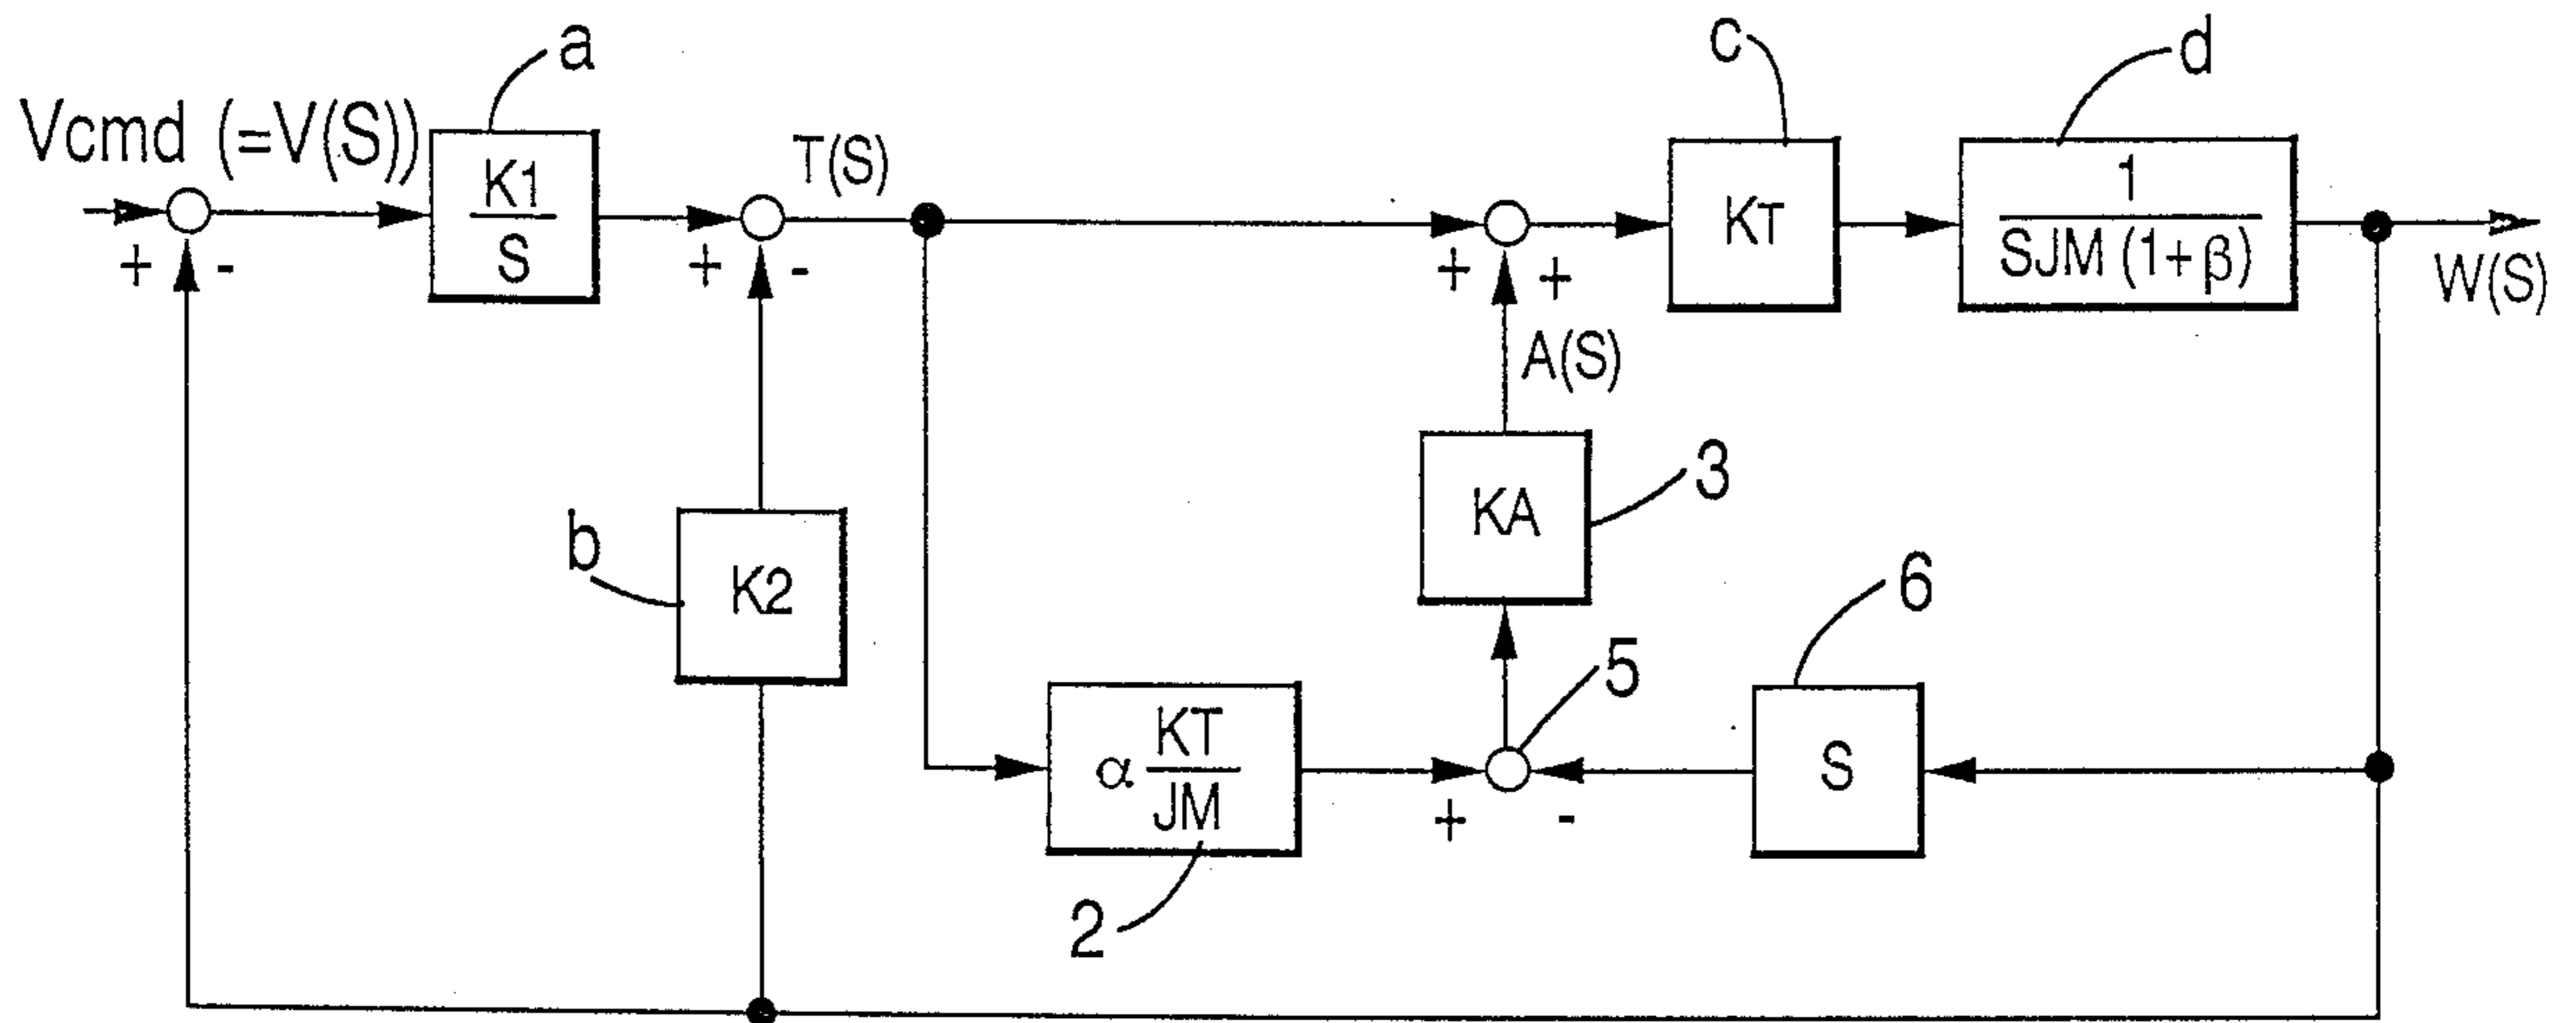 a
c
d
Vcmd (=V(S))
K1
S
T(S)
KT
1
SJM (1+β)
+ -
+ -
+ +
W(S)
A(S)
3
KA
b
K2
6
5
α KT
JM
S
+ -
2